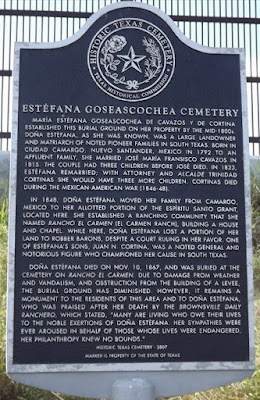 HISTORIC TEXAS CEMETERY
TEXAS HISTORICAL COMMISSION
ESTÉFANA GOSEASCOCHEA CEMETERY
MARÍA ESTÉFANA GOSEASCOCHEA DE CAVAZOS Y DE CORTINA
ESTABLISHED THIS BURIAL GROUND ON HER PROPERTY BY THE MID-1800s.
DOÑA ESTÉFANA, AS SHE WAS KNOWN, WAS A LARGE LANDOWNER
AND MATRIARCH OF NOTED PIONEER FAMILIES IN SOUTH TEXAS. BORN IN
CIUDAD CAMARGO, NUEVO SANTANDER, MEXICO IN 1792 TO AN
AFFLUENT FAMILY, SHE MARRIED JOSÉ MARÍA FRANSISCO CAVAZOS IN
1815. THE COUPLE HAD THREE CHILDREN BEFORE JOSÉ DIED. IN 1823,
ESTÉFANA REMARRIED; WITH ATTORNEY AND ALCALDE TRINIDAD
CORTINAS SHE WOULD HAVE THREE MORE CHILDREN. CORTINAS DIED
DURING THE MEXICAN-AMERICAN WAR (1846-48).
IN 1848, DOÑA ESTÉFANA MOVED HER FAMILY FROM CAMARGO,
MEXICO TO HER ALLOTTED PORTION OF THE ESPÍRITU SANTO GRANT,
LOCATED HERE. SHE ESTABLISHED A RANCHING COMMUNITY THAT SHE
NAMED RANCHO EL CARMEN (EL CARMEN RANCH), BUILDING A HOUSE
AND CHAPEL. WHILE HERE, DOÑA ESTÉFANA LOST A PORTION OF HER
LAND TO ROBBER BARONS, DESPITE A COURT RULING IN HER FAVOR. ONE
OF ESTÉFANA'S SONS, JUAN N. CORTINA, WAS A NOTED GENERAL AND
NOTORIOUS FIGURE WHO CHAMPIONED HER CAUSE IN SOUTH TEXAS.
DOÑA ESTÉFANA DIED ON NOV. 10, 1867, AND WAS BURIED AT THE
CEMETERY ON RANCHO EL CARMEN. DUE TO DAMAGE FROM WEATHER
AND VANDALISM, AND OBSTRUCTION FROM THE BUILDING OF A LEVEE,
THE BURIAL GROUND HAS DIMINISHED. HOWEVER, IT REMAINS A
MONUMENT TO THE RESIDENTS OF THIS AREA AND TO DOÑA ESTÉFANA,
WHO WAS PRAISED AFTER HER DEATH BY THE BROWNSVILLE DAILY
RANCHERO, WHICH STATED, "MANY ARE LIVING WHO OWE THEIR LIVES
TO THE NOBLE EXERTIONS OF DOÑA ESTÉFANA. HER SYMPATHIES WERE
EVER AROUSED IN BEHALF OF THOSE WHOSE LIVES WERE ENDANGERED.
HER PHILANTHROPY KNEW NO BOUNDS."
HISTORIC TEXAS CEMETERY - 2007
MARKER IS PROPERTY OF THE STATE OF TEXAS